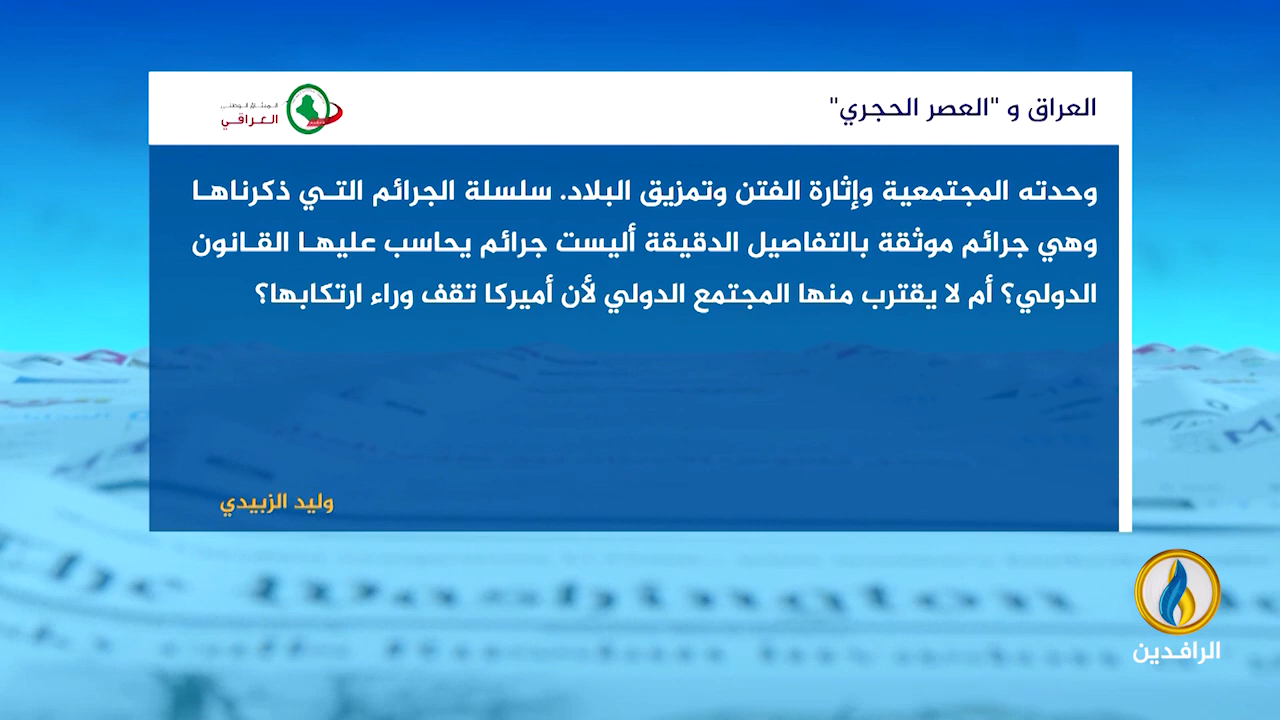 العراق و "العصر الحجري"
الميثاق الوطني
العراقي
وحدته المجتمعية وإثارة الفتن وتمزيق البلاد. سلسلة الجرائم التي ذكرناها
وهي جرائم موثقة بالتفاصيل الدقيقة أليست جرائم يحاسب عليها القانون
الدولي؟ أم لا يقترب منها المجتمع الدولي لأن أميركا تقف وراء ارتكابها؟
وليد الزبيدي
الرافدين